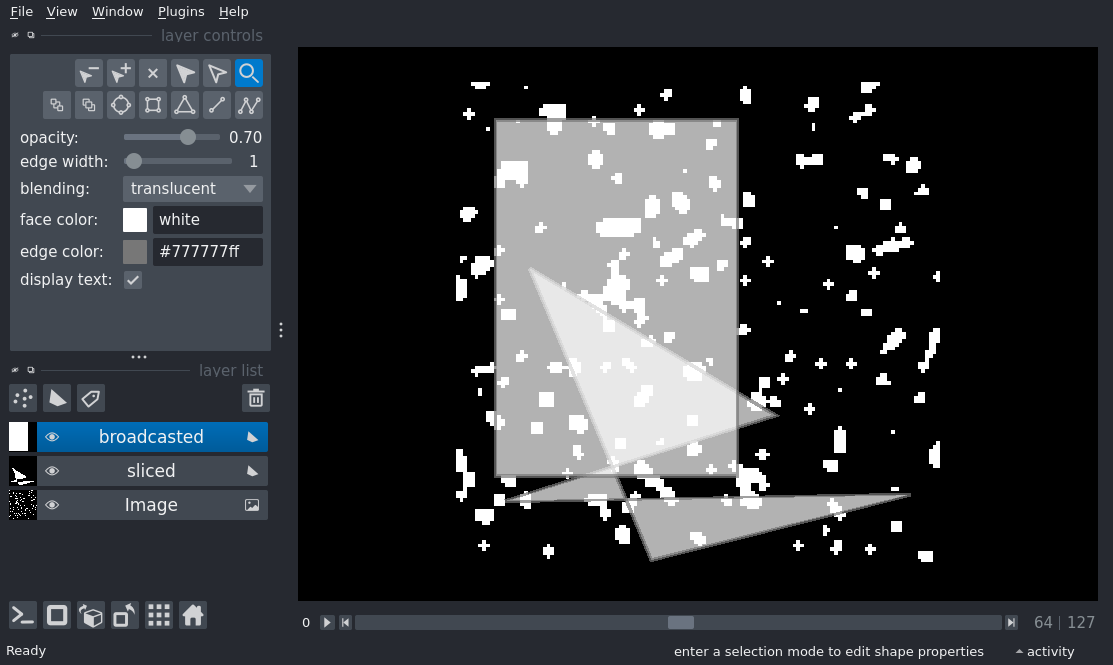 File View Window Plugins Help
layer controls
opacity: 0.70
edge width: 1
blending: translucent
face color: white
edge color: #777777ff
display text:
layer list
broadcasted
sliced
Image
0 64 | 127
Ready enter a selection mode to edit shape properties activity